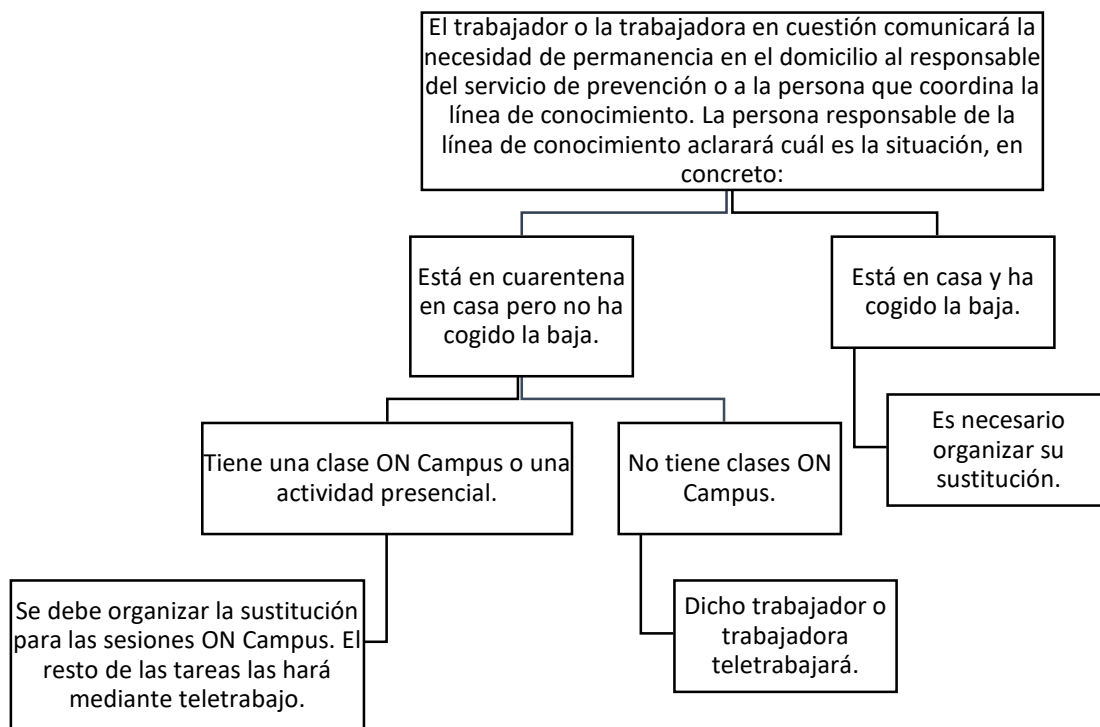 El trabajador o la trabajadora en cuestión comunicará la
necesidad de permanencia en el domicilio al responsable
del servicio de prevención o a la persona que coordina la
línea de conocimiento. La persona responsable de la
línea de conocimiento aclarará cuál es la situación, en
concreto:
Está en cuarentena
en casa pero no ha
cogido la baja.
Está en casa y ha
cogido la baja.
Tiene una clase ON Campus o una
actividad presencial.
No tiene clases ON
Campus.
Es necesario
organizar su
sustitución.
Se debe organizar la sustitución
para las sesiones ON Campus. El
resto de las tareas las hará
mediante teletrabajo.
Dicho trabajador o
trabajadora
teletrabajará.